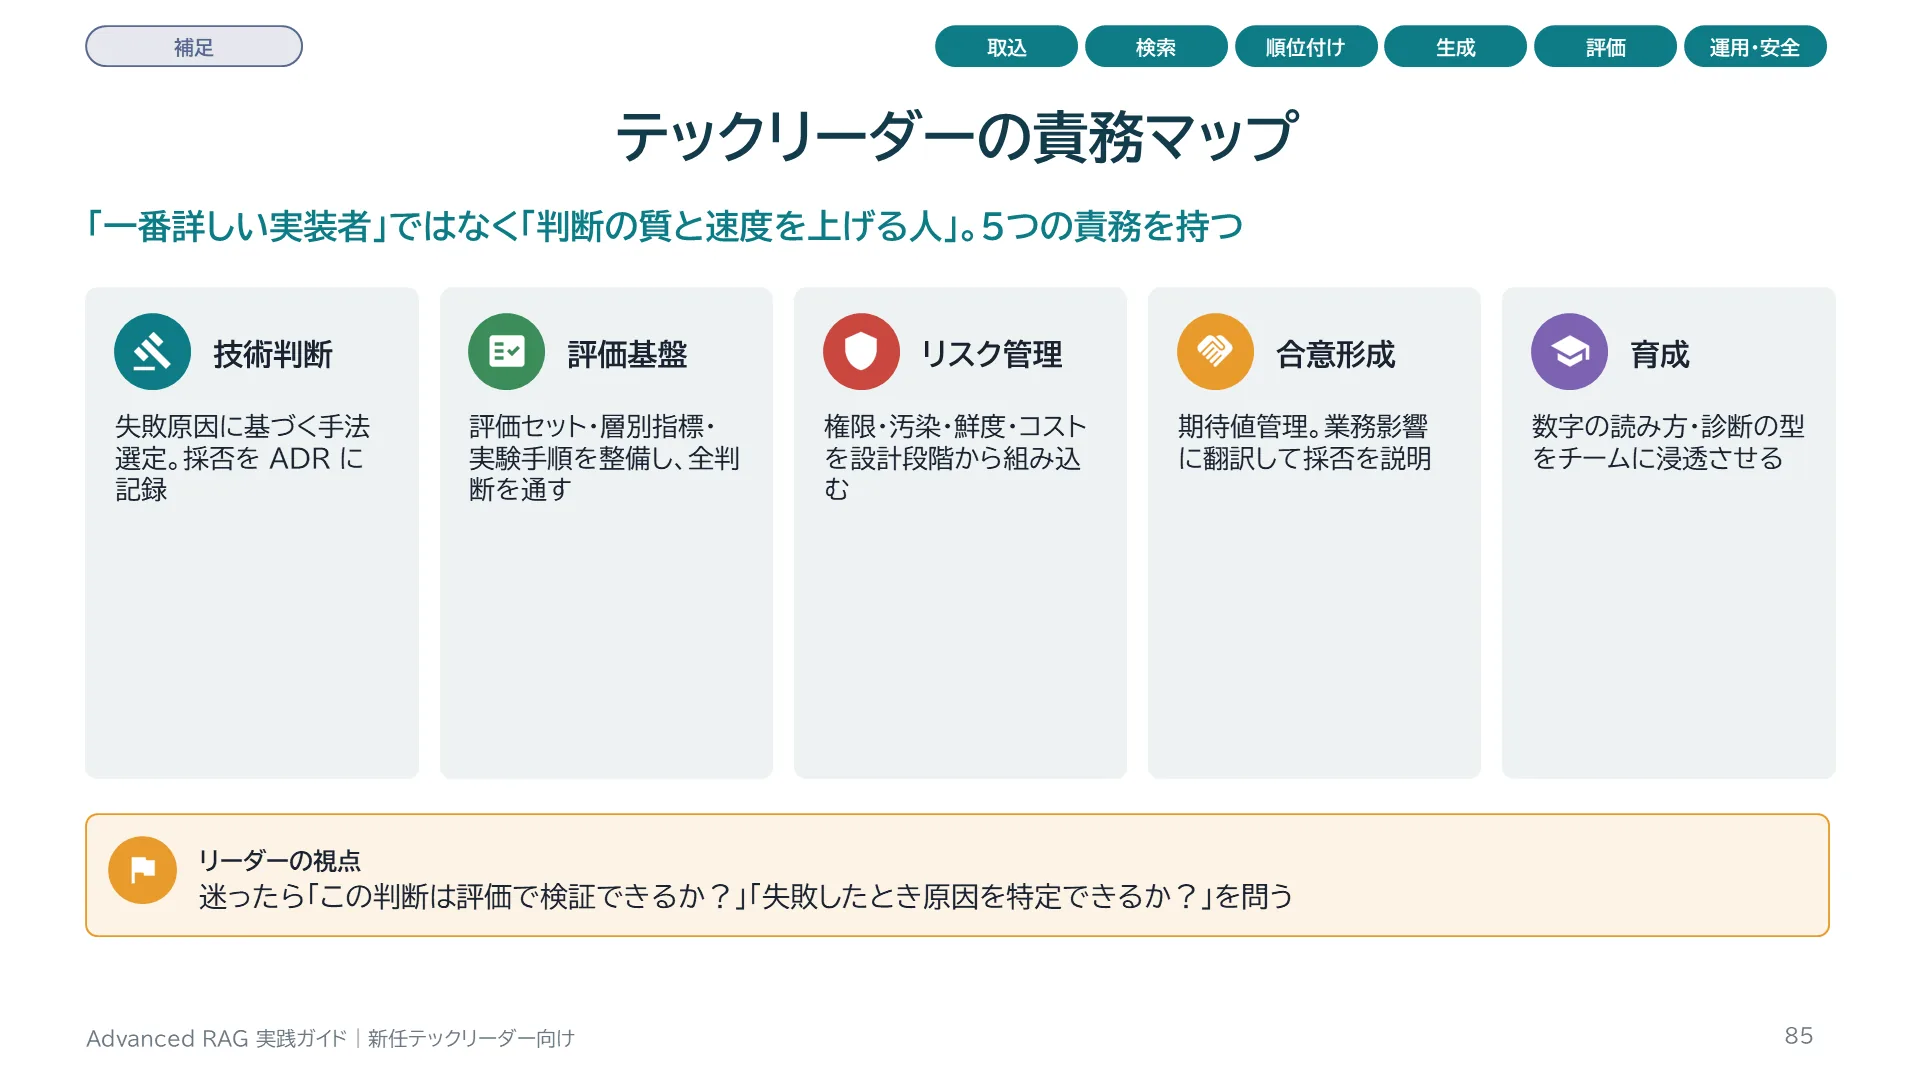 補足
取込
検索
順位付け
生成
評価
運用・安全
テックリーダーの責務マップ
「一番詳しい実装者」ではなく「判断の質と速度を上げる人」。5つの責務を持つ
技術判断
失敗原因に基づく手法
選定。採否を ADR に
記録
評価基盤
評価セット・層別指標・
実験手順を整備し、全判
断を通す
リスク管理
権限・汚染・鮮度・コスト
を設計段階から組み込
む
合意形成
期待値管理。業務影響
に翻訳して採否を説明
育成
数字の読み方・診断の型
をチームに浸透させる
リーダーの視点
迷ったら「この判断は評価で検証できるか？」「失敗したとき原因を特定できるか？」を問う
Advanced RAG 実践ガイド｜新任テックリーダー向け
85